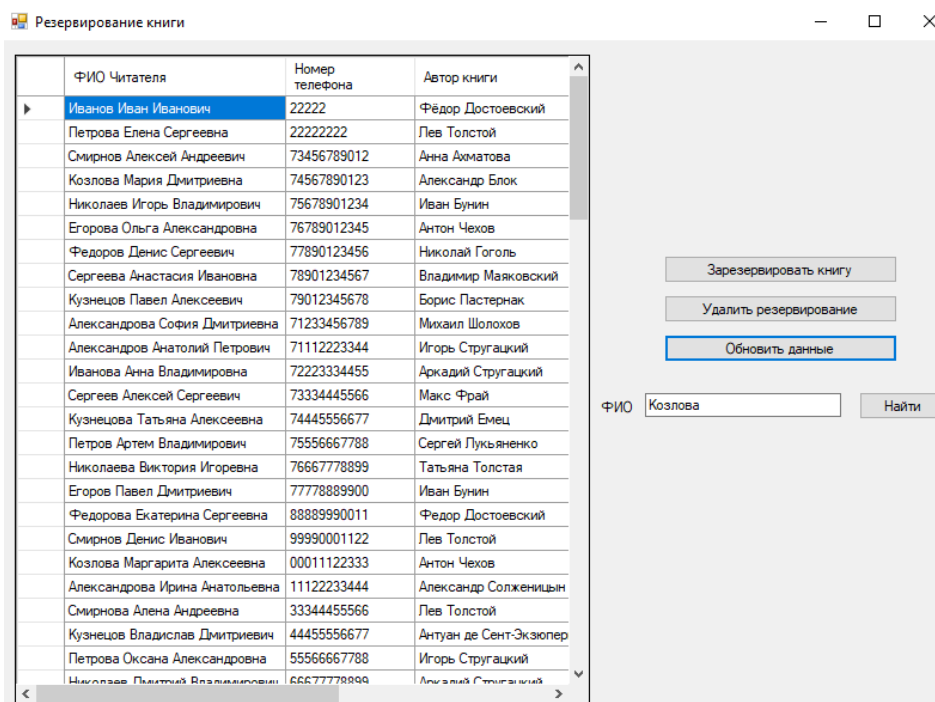 Резервирование книги
ФИО Читателя Номер телефона Автор книги
Иванов Иван Иванович 22222 Фёдор Достоевский
Петрова Елена Сергеевна 22222222 Лев Толстой
Смирнов Алексей Андреевич 73456789012 Анна Ахматова
Козлова Мария Дмитриевна 74567890123 Александр Блок
Николаев Игорь Владимирович 75678901234 Иван Бунин
Егорова Ольга Александровна 76789012345 Антон Чехов
Федоров Денис Сергеевич 77890123456 Николай Гоголь
Сергеева Анастасия Ивановна 78901234567 Владимир Маяковский
Кузнецов Павел Алексеевич 79012345678 Борис Пастернак
Александрова София Дмитриевна 71233456789 Михаил Шолохов
Александров Анатолий Петрович 71112223344 Игорь Стругацкий
Иванова Анна Владимировна 72223334455 Аркадий Стругацкий
Сергеев Алексей Сергеевич 73334445566 Макс Фрай
Кузнецова Татьяна Алексеевна 74445556677 Дмитрий Емец
Петров Артем Владимирович 75556667788 Сергей Лукьяненко
Николаева Виктория Игоревна 76667778899 Татьяна Толстая
Егоров Павел Дмитриевич 77778889900 Иван Бунин
Федорова Екатерина Сергеевна 88889990011 Федор Достоевский
Смирнов Денис Иванович 99990001122 Лев Толстой
Козлова Маргарита Алексеевна 00011122333 Антон Чехов
Александрова Ирина Анатольевна 11122233444 Александр Солженицын
Смирнова Алена Андреевна 33344455566 Лев Толстой
Кузнецов Владислав Дмитриевич 44455556677 Антуан де Сент-Экзюпер
Петрова Оксана Александровна 55566667788 Игорь Стругацкий
Николаев Дмитрий Владимирович 66677778899 Аркадий Стругацкий
Зарезервировать книгу
Удалить резервирование
Обновить данные
ФИО Козлова Найти